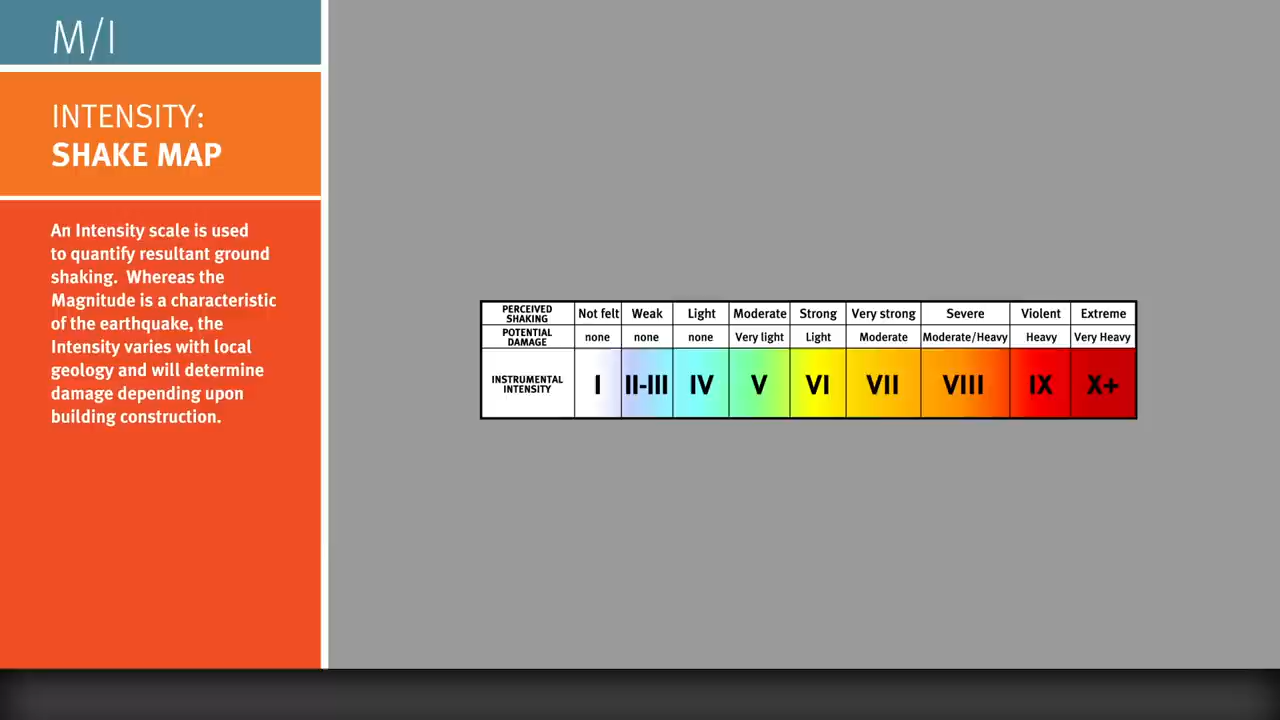 M/I
INTENSITY:
SHAKE MAP
An Intensity scale is used
to quantify resultant ground
shaking.  Whereas the
Magnitude is a characteristic
of the earthquake, the
Intensity varies with local
geology and will determine
damage depending upon
building construction.
PERCEIVED SHAKING Not felt Weak Light Moderate Strong Very strong Severe Violent Extreme
POTENTIAL DAMAGE none none none Very light Light Moderate Moderate/Heavy Heavy Very Heavy
INSTRUMENTAL INTENSITY I II-III IV V VI VII VIII IX X+